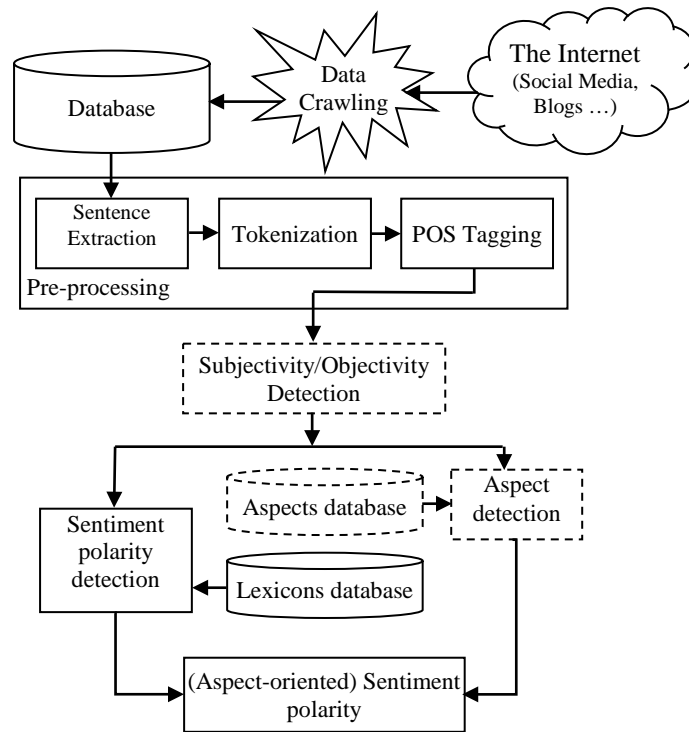 The Internet
(Social Media,
Blogs …)
Data
Crawling
Database
Sentence
Extraction
Tokenization
POS Tagging
Pre-processing
Subjectivity/Objectivity
Detection
Aspects database
Aspect
detection
Sentiment
polarity
detection
Lexicons database
(Aspect-oriented) Sentiment
polarity